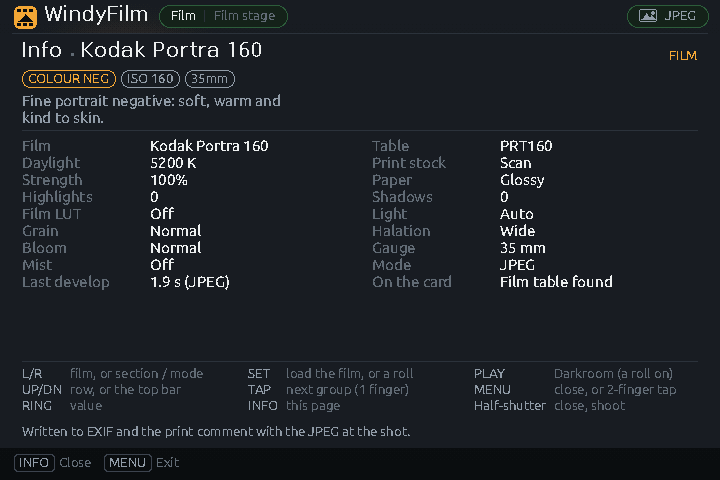 WindyFilm Film Film stage JPEG
Info . Kodak Portra 160 FILM
COLOUR NEG ISO 160 35mm
Fine portrait negative: soft, warm and
kind to skin.
Film Kodak Portra 160 Table PRT160
Daylight 5200 K Print stock Scan
Strength 100% Paper Glossy
Highlights 0 Shadows 0
Film LUT Off Light Auto
Grain Normal Halation Wide
Bloom Normal Gauge 35 mm
Mist Off Mode JPEG
Last develop 1.9 s (JPEG) On the card Film table found
L/R film, or section / mode SET load the film, or a roll PLAY Darkroom (a roll on)
UP/DN row, or the top bar TAP next group (1 finger) MENU close, or 2-finger tap
RING value INFO this page Half-shutter close, shoot
Written to EXIF and the print comment with the JPEG at the shot.
INFO Close MENU Exit